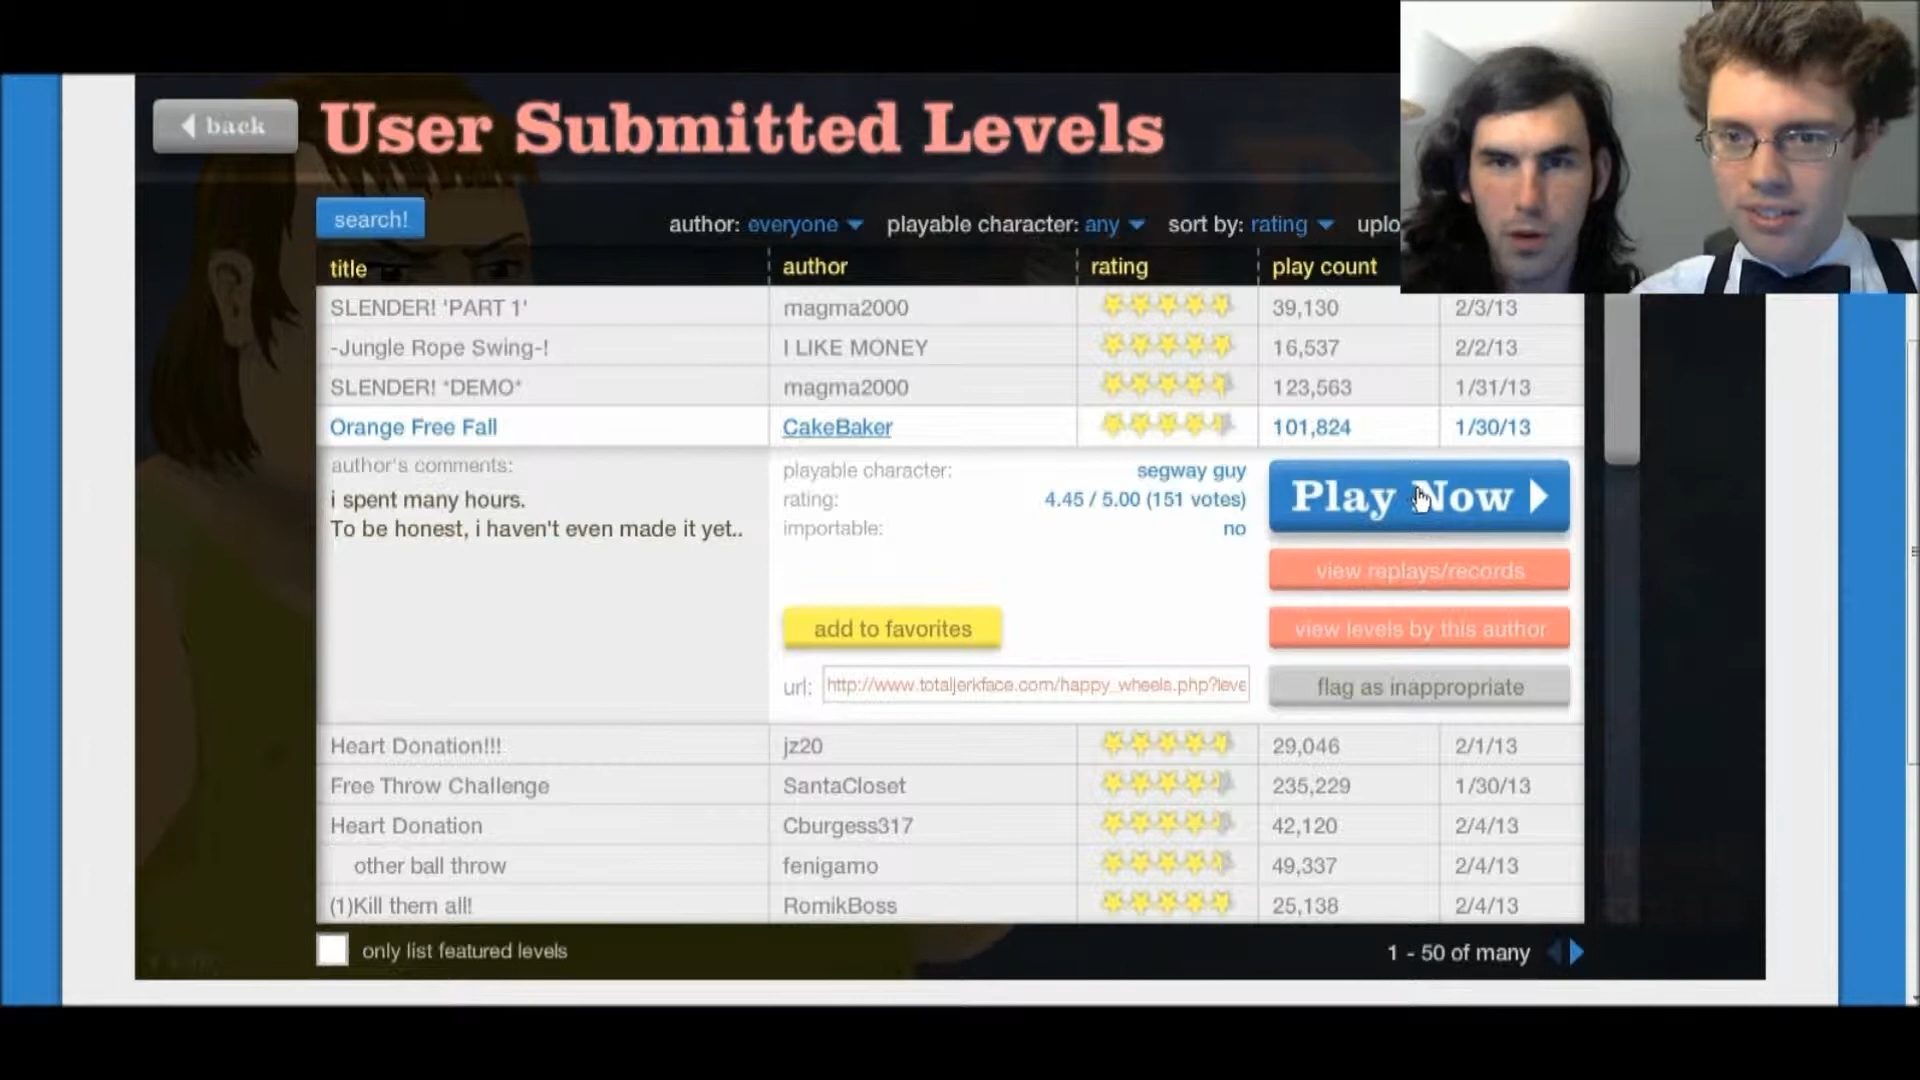 back
User Submitted Levels
search!
author: everyone playable character: any sort by: rating uplo
title author rating play count
SLENDER! 'PART 1' magma2000 39,130 2/3/13
-Jungle Rope Swing-! I LIKE MONEY 16,537 2/2/13
SLENDER! *DEMO* magma2000 123,563 1/31/13
Orange Free Fall CakeBaker 101,824 1/30/13
author's comments:
i spent many hours.
To be honest, i haven't even made it yet..
playable character: segway guy
rating: 4.45 / 5.00 (151 votes)
importable: no
Play Now
view replays/records
add to favorites
view levels by this author
url: http://www.totaljerkface.com/happy_wheels.php?leve
flag as inappropriate
Heart Donation!!! jz20 29,046 2/1/13
Free Throw Challenge SantaCloset 235,229 1/30/13
Heart Donation Cburgess317 42,120 2/4/13
other ball throw fenigamo 49,337 2/4/13
(1)Kill them all! RomikBoss 25,138 2/4/13
only list featured levels
1 - 50 of many